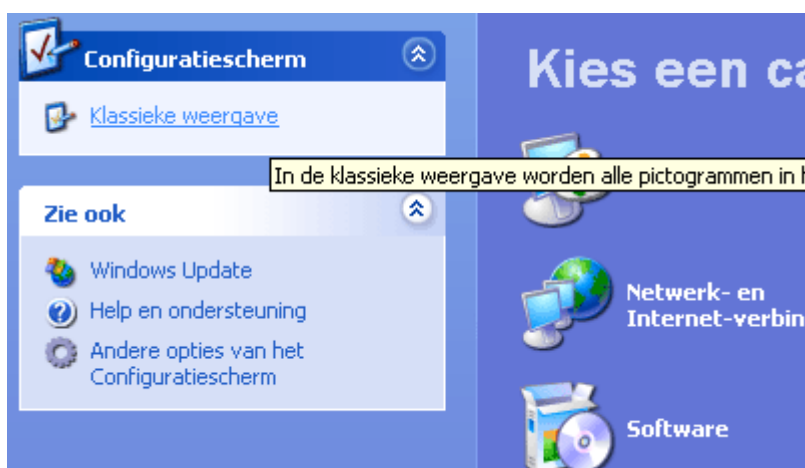 Configuratiescherm
Klassieke weergave
In de klassieke weergave worden alle pictogrammen in
Zie ook
Windows Update
Help en ondersteuning
Andere opties van het
Configuratiescherm
Kies een
Netwerk- en
Internet-verbin
Software